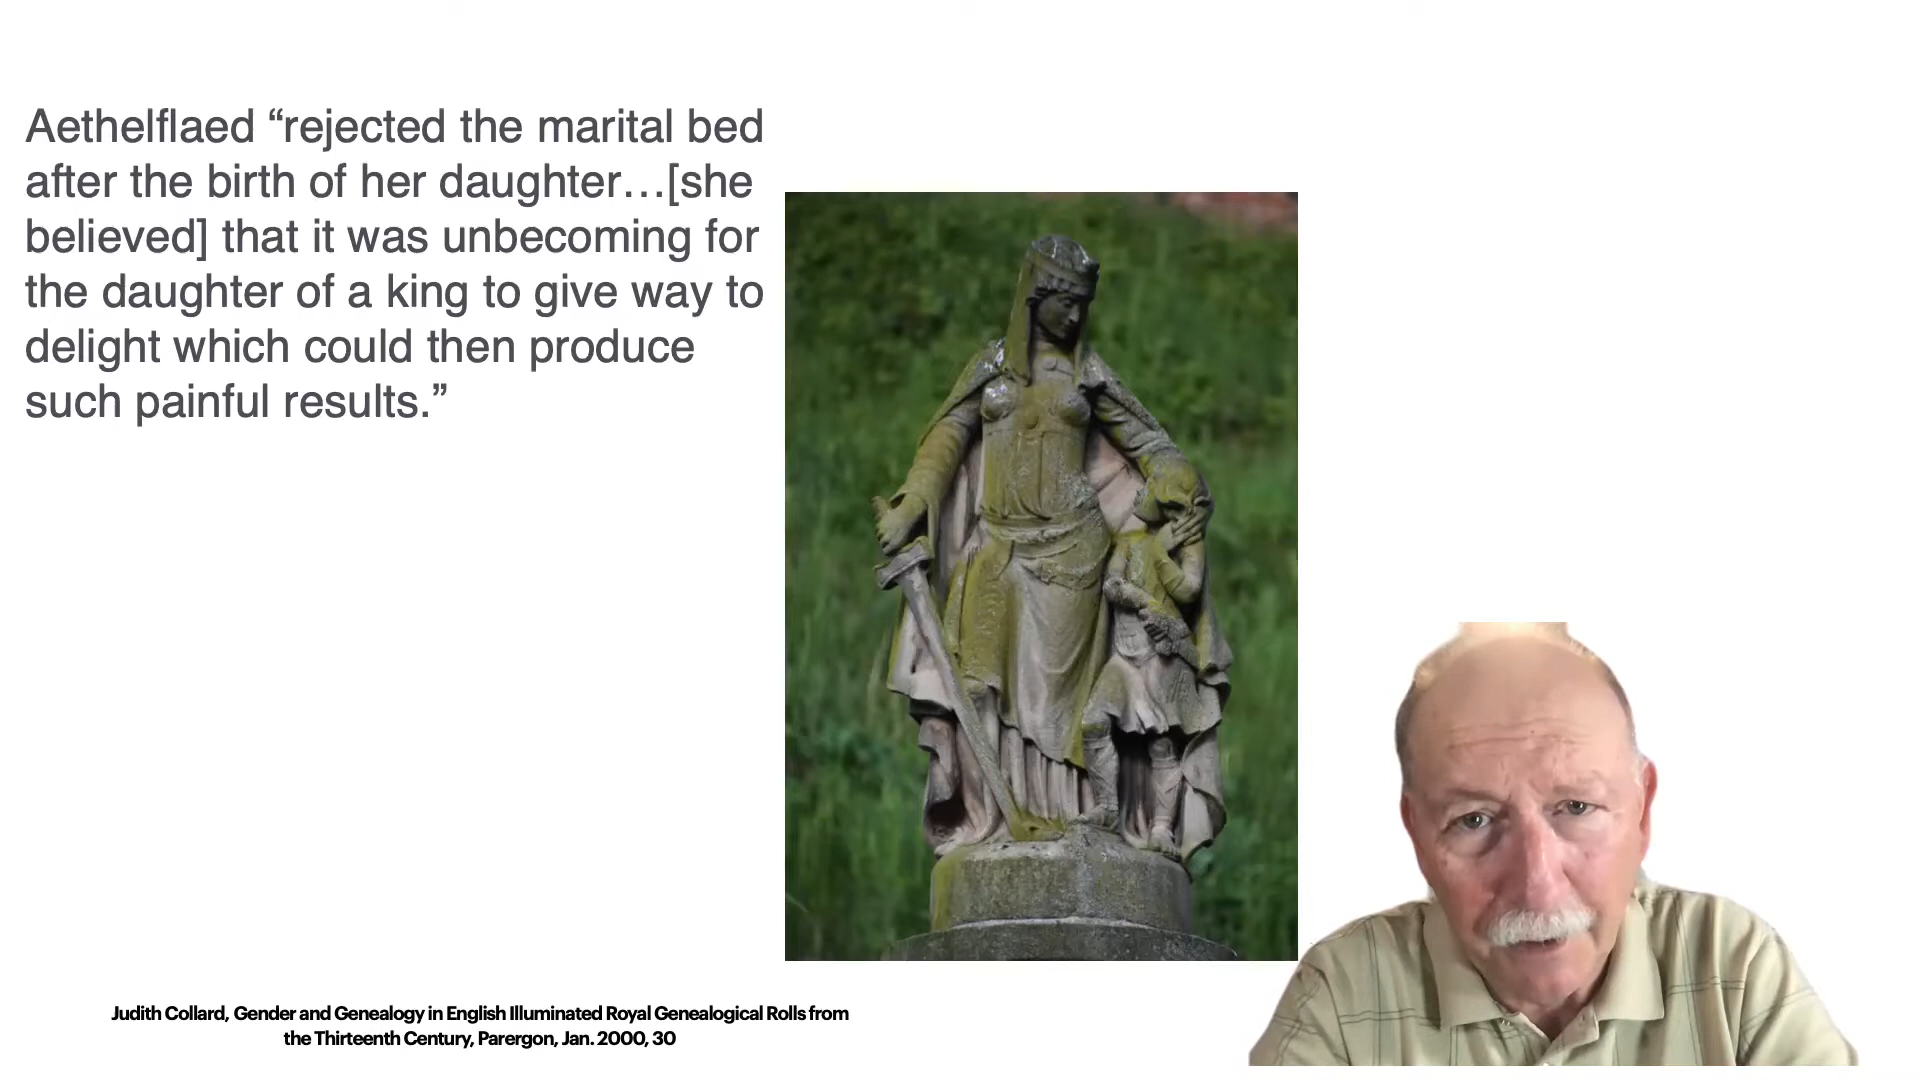 Aethelflaed “rejected the marital bed
after the birth of her daughter…[she
believed] that it was unbecoming for
the daughter of a king to give way to
delight which could then produce
such painful results.”
Judith Collard, Gender and Genealogy in English Illuminated Royal Genealogical Rolls from
the Thirteenth Century, Parergon, Jan. 2000, 30